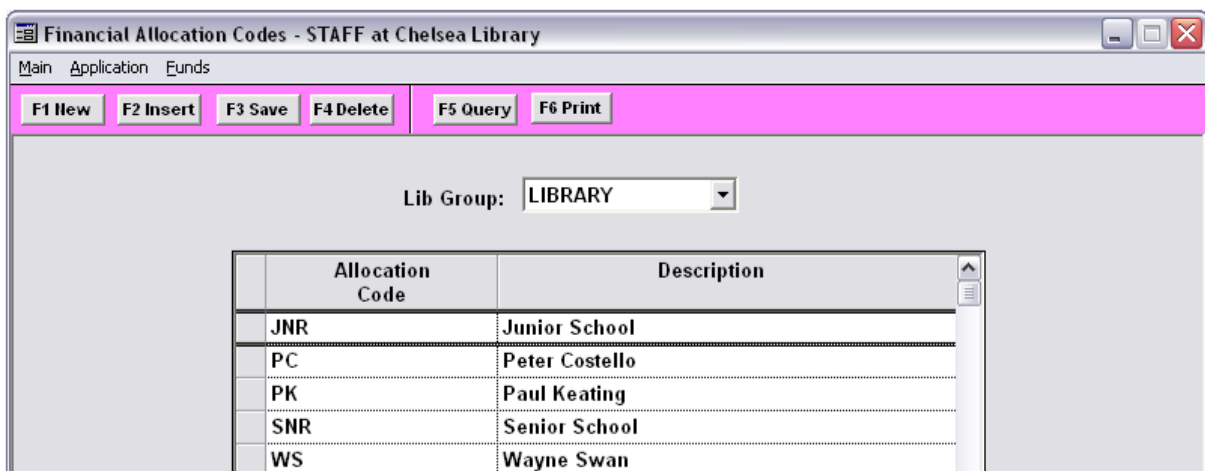 Financial Allocation Codes - STAFF at Chelsea Library
Main Application Funds
F1 New F2 Insert F3 Save F4 Delete F5 Query F6 Print
Lib Group: LIBRARY
Allocation Code Description
JNR Junior School
PC Peter Costello
PK Paul Keating
SNR Senior School
WS Wayne Swan